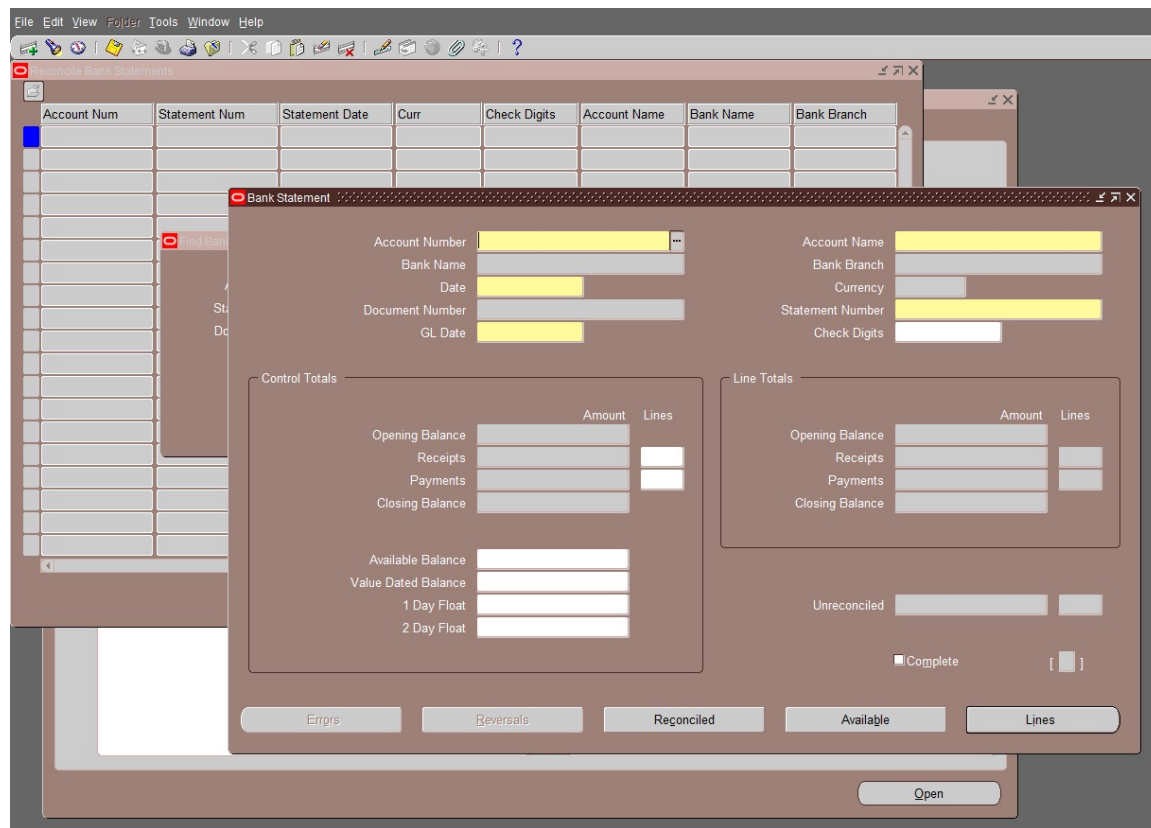 File Edit View Folder Tools Window Help
Reconcile Bank Statements
Account Num Statement Num Statement Date Curr Check Digits Account Name Bank Name Bank Branch
Bank Statement
Find Ban
Account Number Account Name
Bank Name Bank Branch
Date Currency
Document Number Statement Number
GL Date Check Digits
A
Sta
Do
Control Totals Line Totals
Amount Lines Amount Lines
Opening Balance Opening Balance
Receipts Receipts
Payments Payments
Closing Balance Closing Balance
Available Balance
Value Dated Balance
1 Day Float Unreconciled
2 Day Float
Complete [ ]
Errors Reversals Reconciled Available Lines
Open